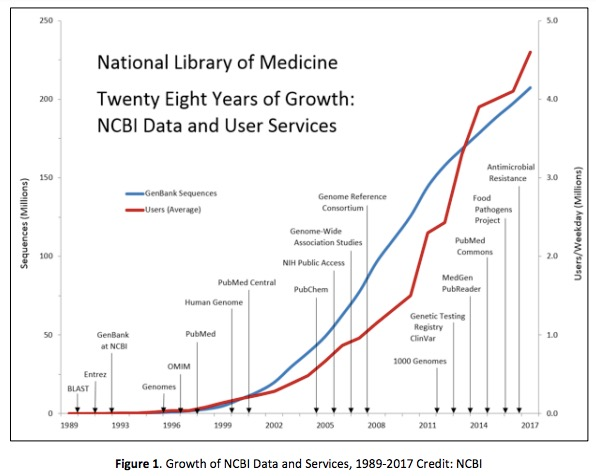 National Library of Medicine
Twenty Eight Years of Growth:
NCBI Data and User Services
GenBank Sequences
Users (Average)
Sequences (Millions)
250
200
150
100
50
0
Users/Weekday (Millions)
5.0
4.0
3.0
2.0
1.0
0.0
BLAST
Entrez
GenBank
at NCBI
Genomes
OMIM
PubMed
Human Genome
PubMed Central
PubChem
NIH Public Access
Genome-Wide
Association Studies
Genome Reference
Consortium
1000 Genomes
Genetic Testing
Registry
ClinVar
MedGen
PubReader
PubMed
Commons
Food
Pathogens
Project
Antimicrobial
Resistance
1989 1993 1996 1999 2002 2005 2008 2011 2014 2017
Figure 1. Growth of NCBI Data and Services, 1989-2017 Credit: NCBI